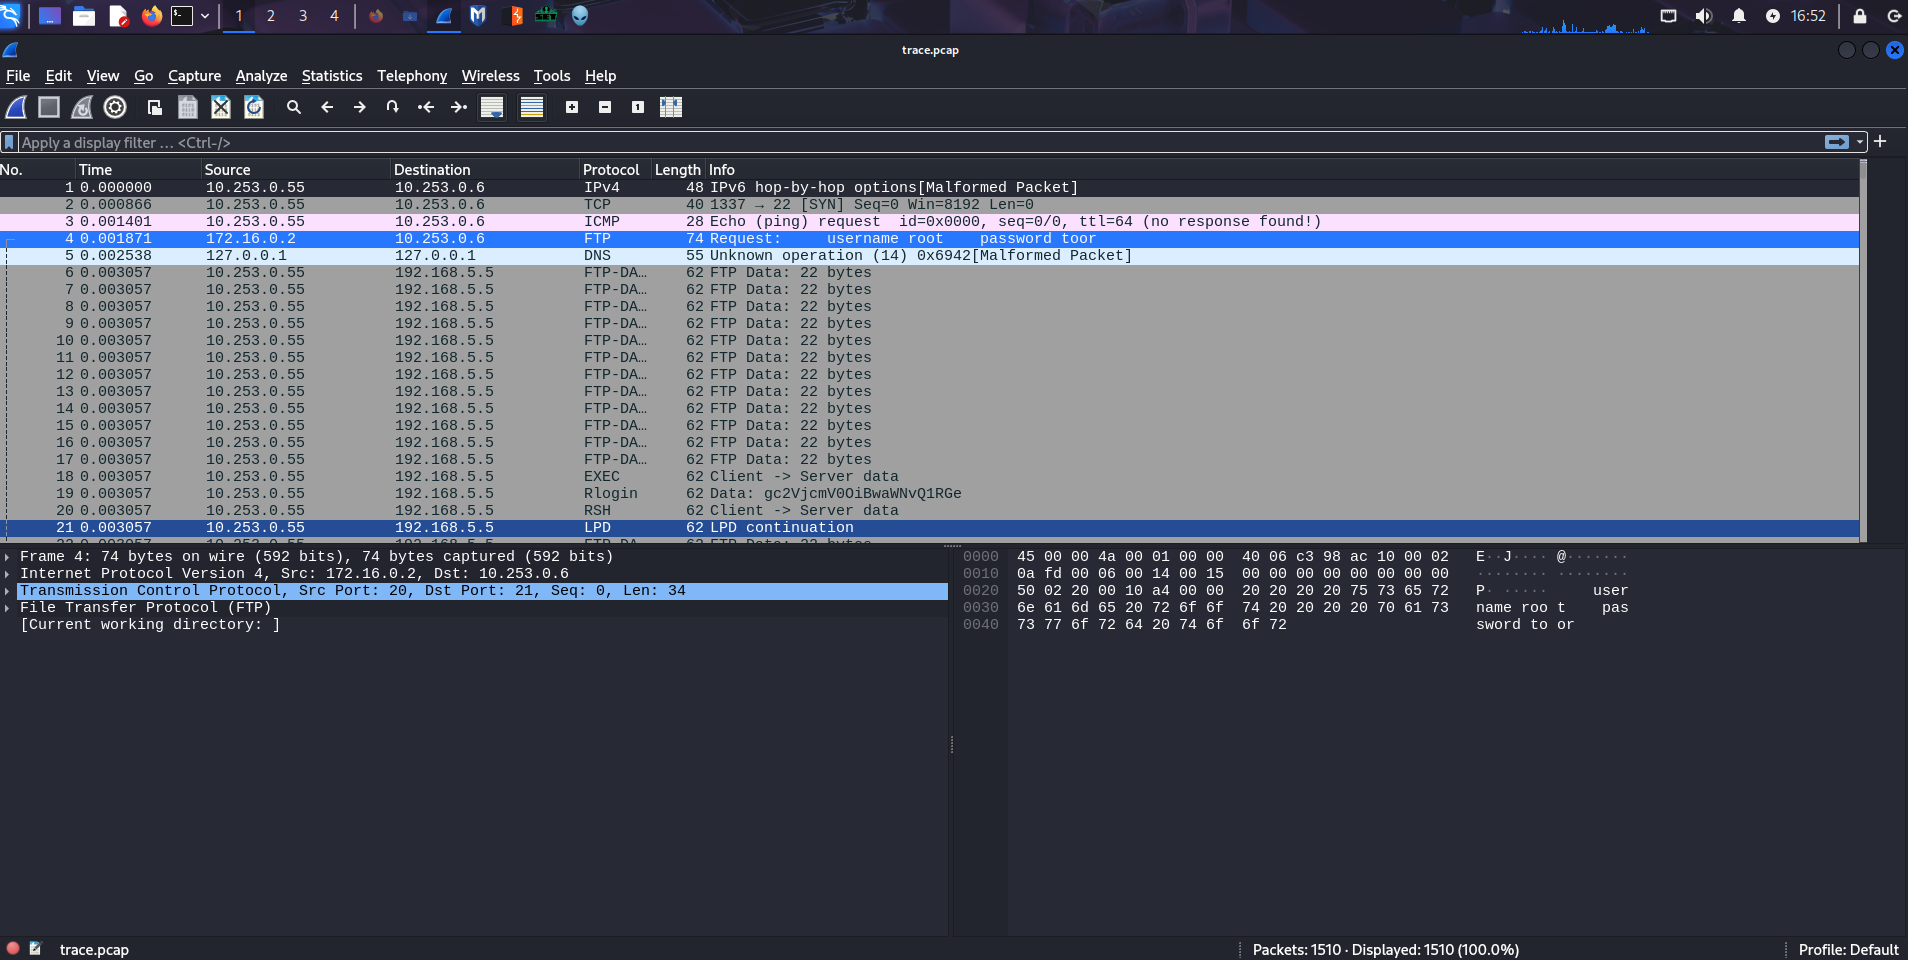 1 2 3 4 16:52
trace.pcap
File Edit View Go Capture Analyze Statistics Telephony Wireless Tools Help
Apply a display filter … <Ctrl-/>
No. Time Source Destination Protocol Length Info
1 0.000000 10.253.0.55 10.253.0.6 IPv4 48 IPv6 hop-by-hop options[Malformed Packet]
2 0.000866 10.253.0.55 10.253.0.6 TCP 40 1337 → 22 [SYN] Seq=0 Win=8192 Len=0
3 0.001401 10.253.0.55 10.253.0.6 ICMP 28 Echo (ping) request id=0x0000, seq=0/0, ttl=64 (no response found!)
4 0.001871 172.16.0.2 10.253.0.6 FTP 74 Request: username root password toor
5 0.002538 127.0.0.1 127.0.0.1 DNS 55 Unknown operation (14) 0x6942[Malformed Packet]
6 0.003057 10.253.0.55 192.168.5.5 FTP-DA… 62 FTP Data: 22 bytes
7 0.003057 10.253.0.55 192.168.5.5 FTP-DA… 62 FTP Data: 22 bytes
8 0.003057 10.253.0.55 192.168.5.5 FTP-DA… 62 FTP Data: 22 bytes
9 0.003057 10.253.0.55 192.168.5.5 FTP-DA… 62 FTP Data: 22 bytes
10 0.003057 10.253.0.55 192.168.5.5 FTP-DA… 62 FTP Data: 22 bytes
11 0.003057 10.253.0.55 192.168.5.5 FTP-DA… 62 FTP Data: 22 bytes
12 0.003057 10.253.0.55 192.168.5.5 FTP-DA… 62 FTP Data: 22 bytes
13 0.003057 10.253.0.55 192.168.5.5 FTP-DA… 62 FTP Data: 22 bytes
14 0.003057 10.253.0.55 192.168.5.5 FTP-DA… 62 FTP Data: 22 bytes
15 0.003057 10.253.0.55 192.168.5.5 FTP-DA… 62 FTP Data: 22 bytes
16 0.003057 10.253.0.55 192.168.5.5 FTP-DA… 62 FTP Data: 22 bytes
17 0.003057 10.253.0.55 192.168.5.5 FTP-DA… 62 FTP Data: 22 bytes
18 0.003057 10.253.0.55 192.168.5.5 EXEC 62 Client -> Server data
19 0.003057 10.253.0.55 192.168.5.5 Rlogin 62 Data: gc2VjcmV0OiBwaWNvQ1RGe
20 0.003057 10.253.0.55 192.168.5.5 RSH 62 Client -> Server data
21 0.003057 10.253.0.55 192.168.5.5 LPD 62 LPD continuation
Frame 4: 74 bytes on wire (592 bits), 74 bytes captured (592 bits)
Internet Protocol Version 4, Src: 172.16.0.2, Dst: 10.253.0.6
Transmission Control Protocol, Src Port: 20, Dst Port: 21, Seq: 0, Len: 34
File Transfer Protocol (FTP)
[Current working directory: ]
0000 45 00 00 4a 00 01 00 00 40 06 c3 98 ac 10 00 02 E··J···· @·······
0010 0a fd 00 06 00 14 00 15 00 00 00 00 00 00 00 00 ········ ········
0020 50 02 20 00 10 a4 00 00 20 20 20 20 75 73 65 72 P· ····· user
0030 6e 61 6d 65 20 72 6f 6f 74 20 20 20 20 70 61 73 name roo t pas
0040 73 77 6f 72 64 20 74 6f 6f 72 sword to or
trace.pcap Packets: 1510 · Displayed: 1510 (100.0%) Profile: Default